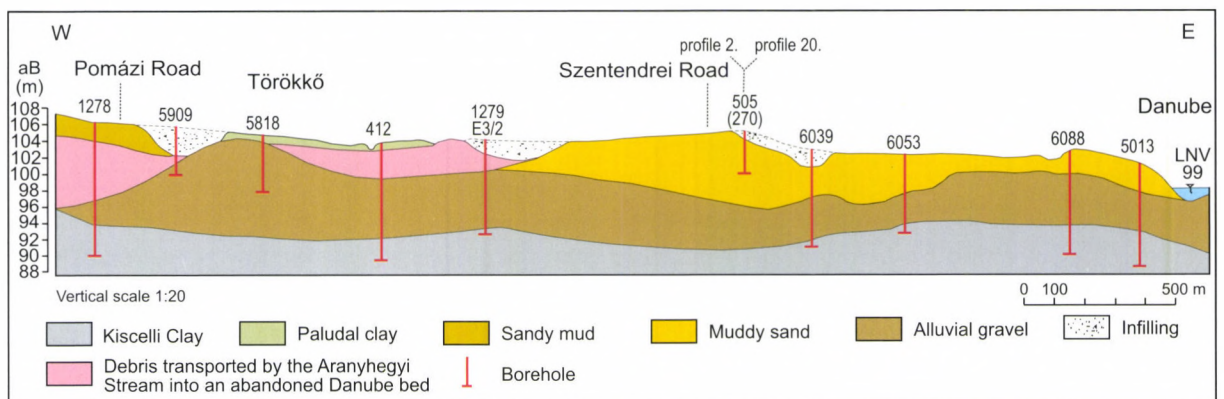 W
E
profile 2.
profile 20.
Pomázi Road
Törökkő
Szentendrei Road
Danube
aB
(m)
108
106
104
102
100
98
96
94
92
90
88
1278
5909
5818
412
1279
E3/2
505
(270)
6039
6053
6088
5013
LNV
99
Vertical scale 1:20
0 100 500 m
Kiscelli Clay
Paludal clay
Sandy mud
Muddy sand
Alluvial gravel
Infilling
Debris transported by the Aranyhegyi
Stream into an abandoned Danube bed
Borehole